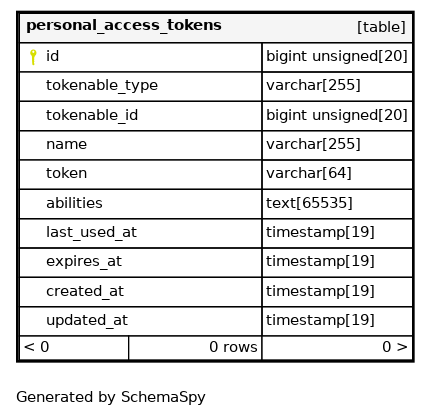 personal_access_tokens [table]
id bigint unsigned[20]
tokenable_type varchar[255]
tokenable_id bigint unsigned[20]
name varchar[255]
token varchar[64]
abilities text[65535]
last_used_at timestamp[19]
expires_at timestamp[19]
created_at timestamp[19]
updated_at timestamp[19]
< 0 0 rows 0 >
Generated by SchemaSpy